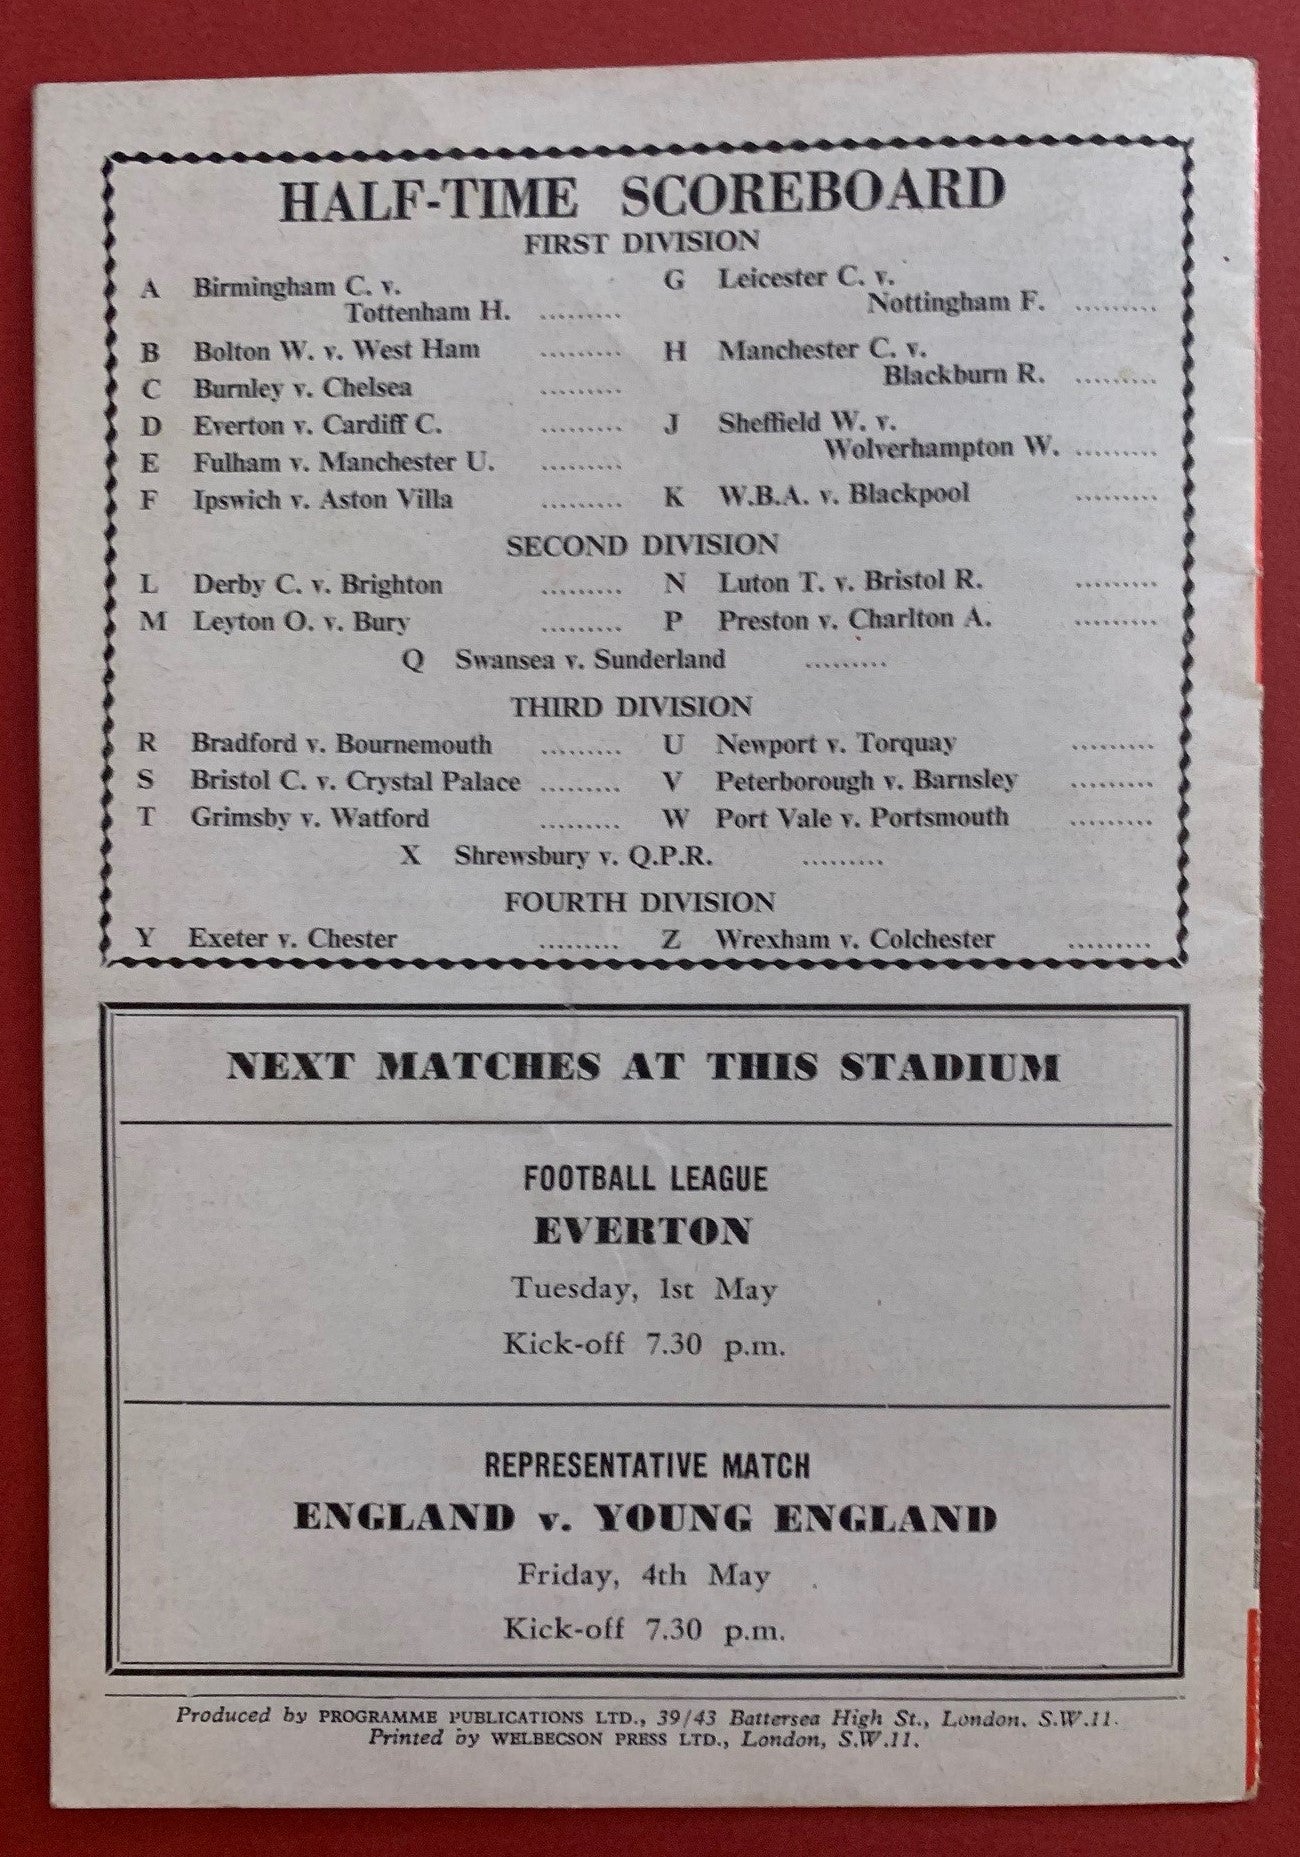 HALF-TIME SCOREBOARD
FIRST DIVISION
A Birmingham C. v.
Tottenham H. .........
B Bolton W. v. West Ham .........
C Burnley v. Chelsea .........
D Everton v. Cardiff C. .........
E Fulham v. Manchester U. .........
F Ipswich v. Aston Villa .........
G Leicester C. v.
Nottingham F. .........
H Manchester C. v.
Blackburn R. .........
J Sheffield W. v.
Wolverhampton W. .........
K W.B.A. v. Blackpool .........
SECOND DIVISION
L Derby C. v. Brighton ......... N Luton T. v. Bristol R. .........
M Leyton O. v. Bury ......... P Preston v. Charlton A. .........
Q Swansea v. Sunderland .........
THIRD DIVISION
R Bradford v. Bournemouth ......... U Newport v. Torquay .........
S Bristol C. v. Crystal Palace ......... V Peterborough v. Barnsley .........
T Grimsby v. Watford ......... W Port Vale v. Portsmouth .........
X Shrewsbury v. Q.P.R. .........
FOURTH DIVISION
Y Exeter v. Chester ......... Z Wrexham v. Colchester .........
NEXT MATCHES AT THIS STADIUM
FOOTBALL LEAGUE
EVERTON
Tuesday, 1st May
Kick-off 7.30 p.m.
REPRESENTATIVE MATCH
ENGLAND v. YOUNG ENGLAND
Friday, 4th May
Kick-off 7.30 p.m.
Produced by PROGRAMME PUBLICATIONS LTD., 39/43 Battersea High St., London. S.W.11.
Printed by WELBECSON PRESS LTD., London, S.W.11.